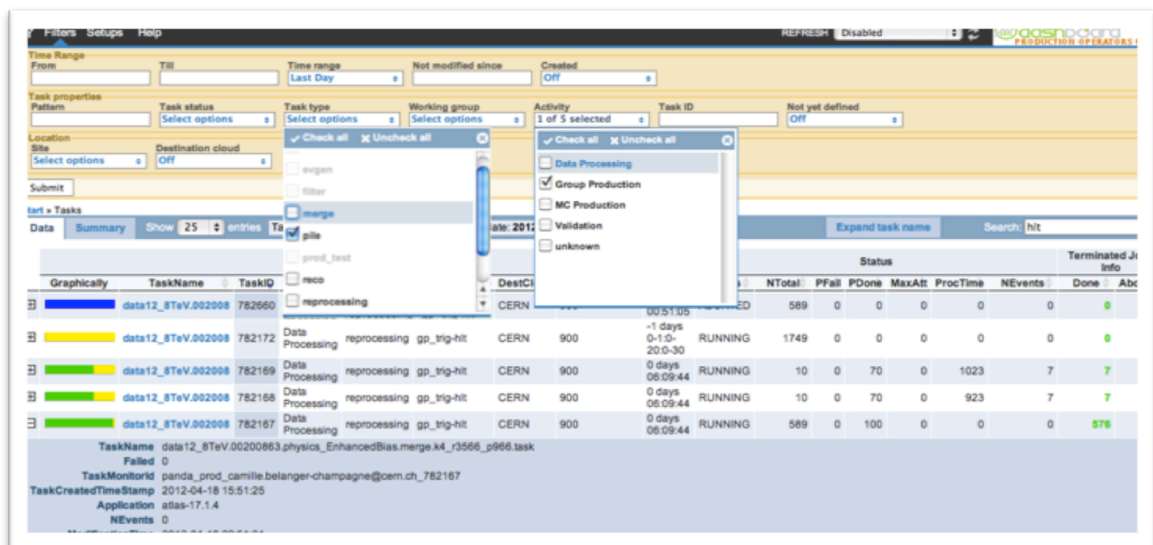 Filters Setups Help REFRESH Disabled dashboard
PRODUCTION OPERATORS
Time Range
From Till Time range Not modified since Created
Last Day Off
Task properties
Pattern Task status Task type Working group Activity Task ID Not yet defined
Select options Select options Select options 1 of 5 selected Off
Location
Site Destination cloud
Select options Off
Check all Uncheck all
evgen
filter
merge
pile
prod_test
reco
reprocessing
Check all Uncheck all
Data Processing
Group Production
MC Production
Validation
unknown
Submit
tart » Tasks
Data Summary Show 25 entries Ta ate: 2012 Expand task name Search: hlt
Status Terminated Jo
Info
Graphically TaskName TaskID DestCl NTotal PFail PDone MaxAtt ProcTime NEvents Done Abo
data12_8TeV.002008 782660 CERN 00:51:05 589 0 0 0 0 0 0
data12_8TeV.002008 782172 Data Processing reprocessing gp_trig-hlt CERN 900 -1 days 0-1:0-20:0-30 RUNNING 1749 0 0 0 0 0 0
data12_8TeV.002008 782169 Data Processing reprocessing gp_trig-hlt CERN 900 0 days 06:09:44 RUNNING 10 0 70 0 1023 7 7
data12_8TeV.002008 782168 Data Processing reprocessing gp_trig-hlt CERN 900 0 days 06:09:44 RUNNING 10 0 70 0 923 7 7
data12_8TeV.002008 782167 Data Processing reprocessing gp_trig-hlt CERN 900 0 days 06:09:44 RUNNING 589 0 100 0 0 0 576
TaskName data12_8TeV.00200863.physics_EnhancedBias.merge.k4_r3566_p966.task
Failed 0
TaskMonitorId panda_prod_camille.belanger-champagne@cern.ch_782167
TaskCreatedTimeStamp 2012-04-18 15:51:25
Application atlas-17.1.4
NEvents 0